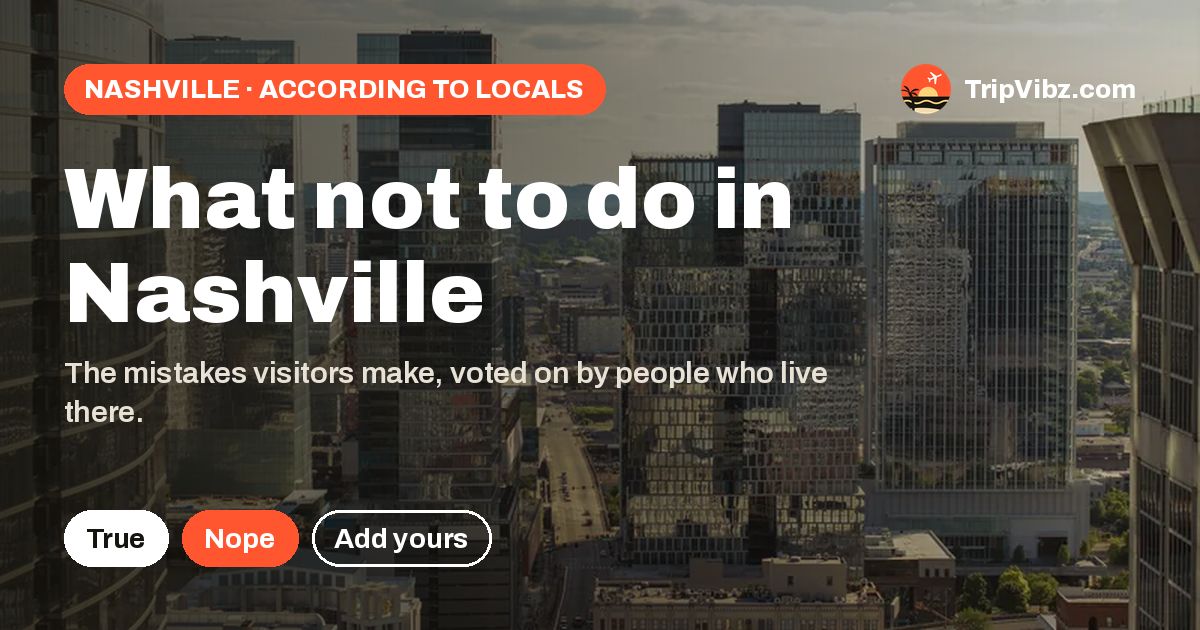 NASHVILLE · ACCORDING TO LOCALS
TripVibz.com
What not to do in
Nashville
The mistakes visitors make, voted on by people who live
there.
True
Nope
Add yours